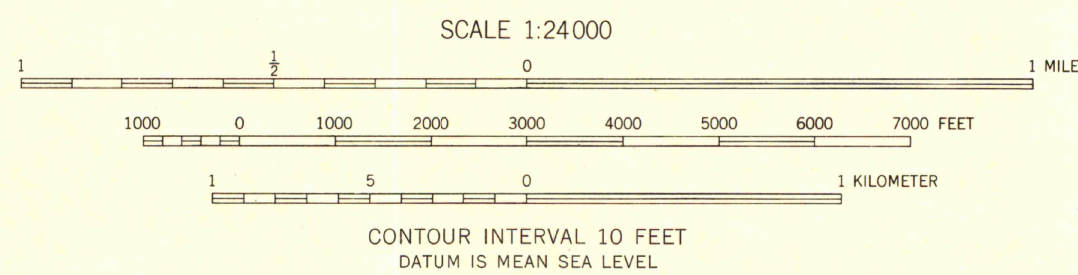 SCALE 1:24000
1 1/2 0 1 MILE
1000 0 1000 2000 3000 4000 5000 6000 7000 FEET
1 5 0 1 KILOMETER
CONTOUR INTERVAL 10 FEET
DATUM IS MEAN SEA LEVEL